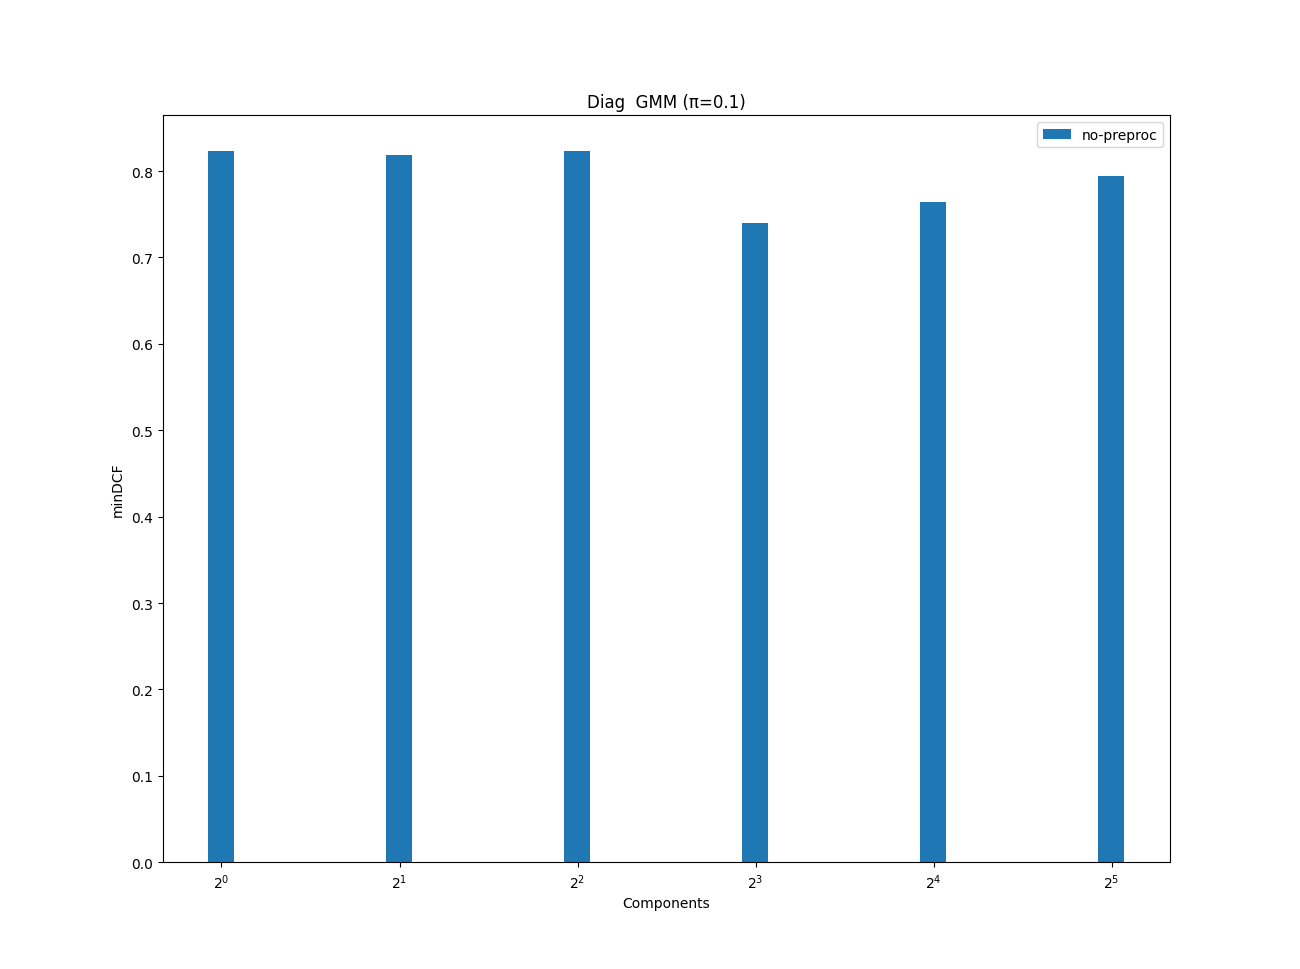 Diag  GMM (π=0.1)
no-preproc
0.8
0.7
0.6
0.5
0.4
0.3
0.2
0.1
0.0
minDCF
2⁰ 2¹ 2² 2³ 2⁴ 2⁵
Components